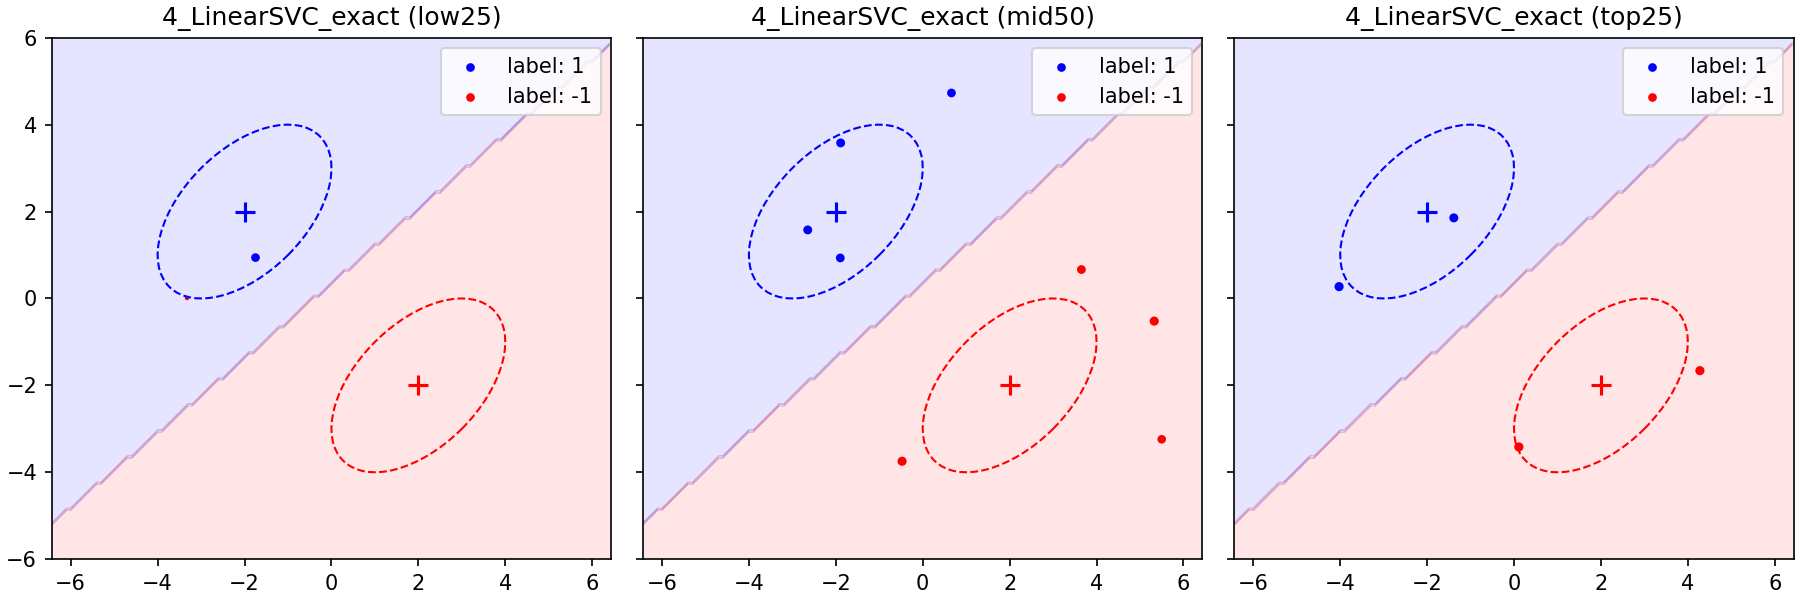 4_LinearSVC_exact (low25)
4_LinearSVC_exact (mid50)
4_LinearSVC_exact (top25)
label: 1
label: -1
label: 1
label: -1
label: 1
label: -1
6
4
2
0
−2
−4
−6
−6 −4 −2 0 2 4 6
−6 −4 −2 0 2 4 6
−6 −4 −2 0 2 4 6